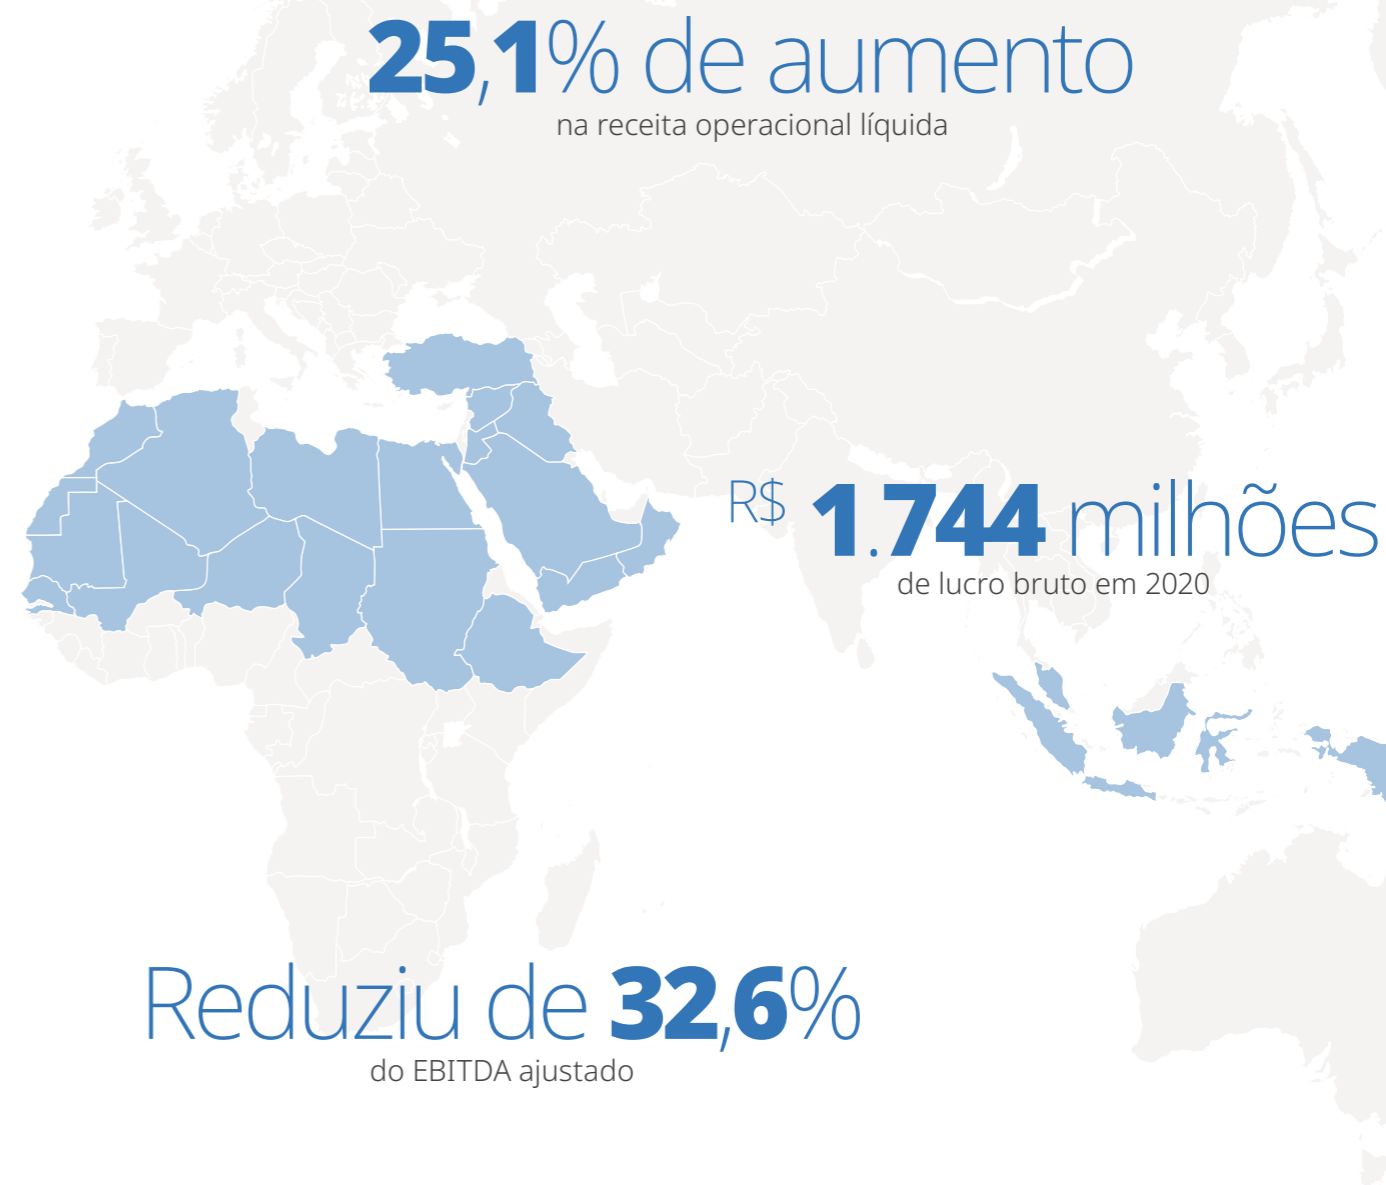 25,1% de aumento
na receita operacional líquida
R$ 1.744 milhões
de lucro bruto em 2020
Reduziu de 32,6%
do EBITDA ajustado